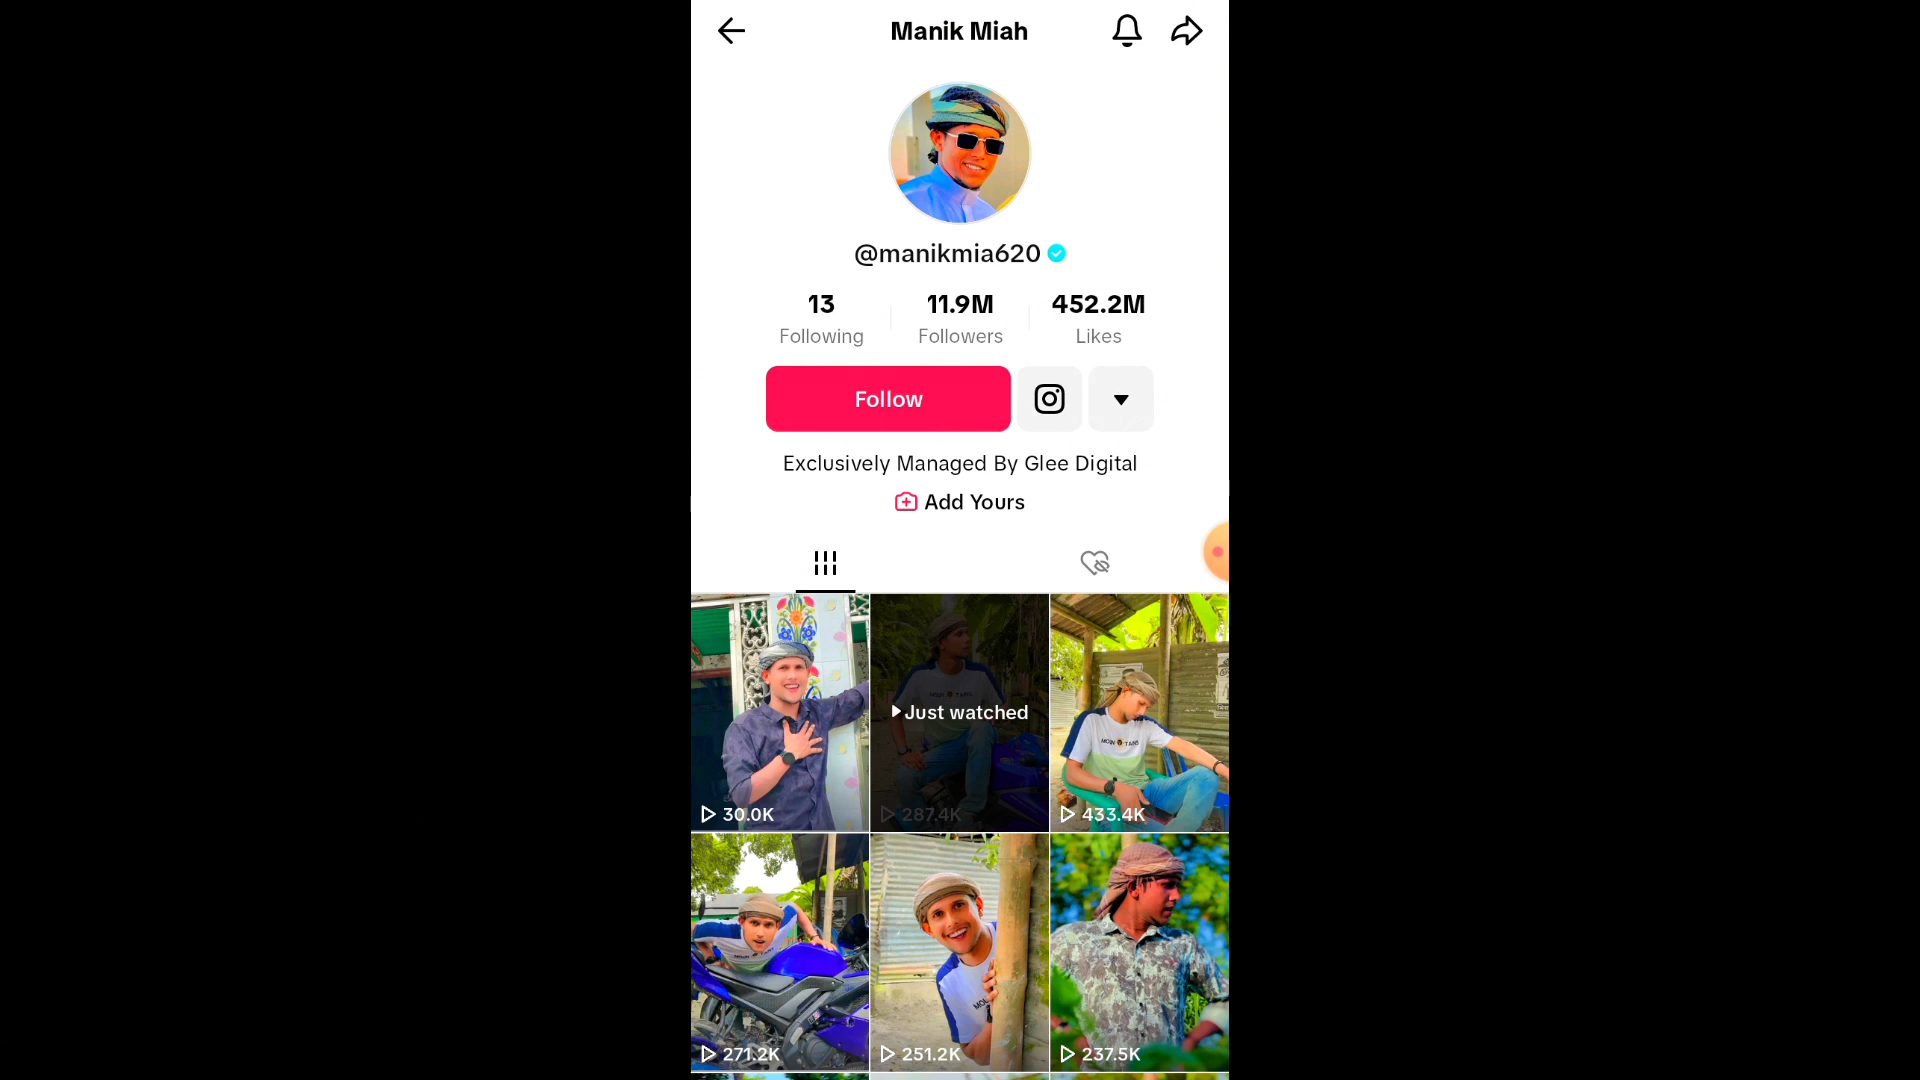 Manik Miah
@manikmia620
13 11.9M 452.2M
Following Followers Likes
Follow
Exclusively Managed By Glee Digital
Add Yours
Just watched
30.0K 287.4K 433.4K
271.2K 251.2K 237.5K